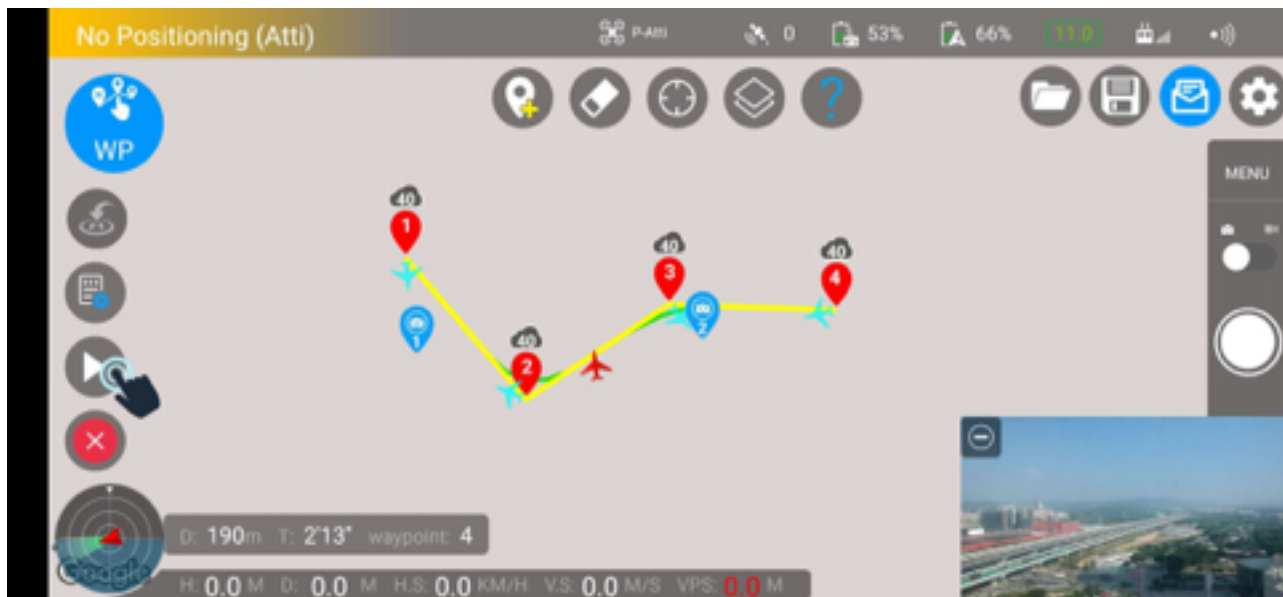 No Positioning (Atti) P-Atti 0 53% 66% 11.0
WP
MENU
40
1
40
3
40
4
1
2
40
2
D: 190m T: 2'13" waypoint: 4
Google
H: 0.0 M D: 0.0 M H.S: 0.0 KM/H V.S: 0.0 M/S VPS: 0.0 M